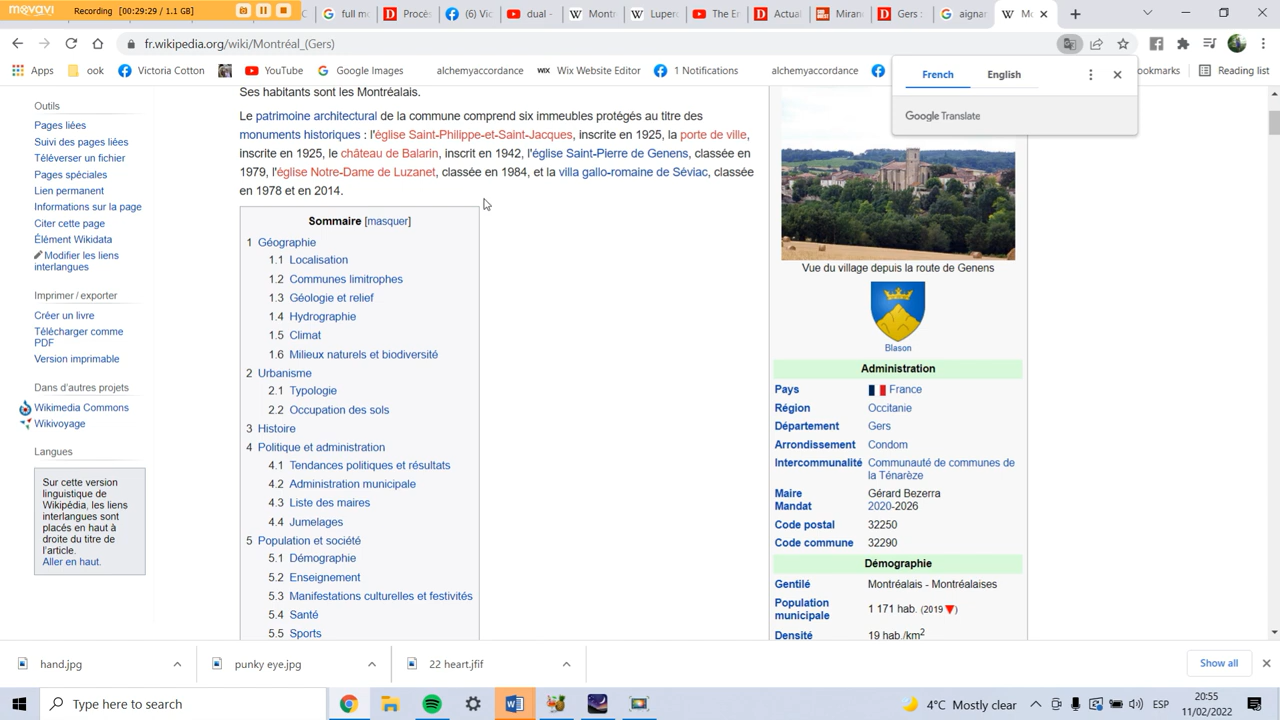 movavi
Recording (0:29:29 / 1.1 GB)
full m
Procès
(6) Vic
dual -
Montr
Luper
The Er
Actual
Miran
Gers :
aignar
Mc
fr.wikipedia.org/wiki/Montréal_(Gers)
Apps
ook
Victoria Cotton
YouTube
Google Images
alchemyaccordance
WIX Wix Website Editor
1 Notifications
alchemyaccordance
okmarks
Reading list
French
English
Google Translate
Outils
Pages liées
Suivi des pages liées
Téléverser un fichier
Pages spéciales
Lien permanent
Informations sur la page
Citer cette page
Élément Wikidata
Modifier les liens
interlangues
Imprimer / exporter
Créer un livre
Télécharger comme
PDF
Version imprimable
Dans d'autres projets
Wikimedia Commons
Wikivoyage
Langues
Sur cette version
linguistique de
Wikipédia, les liens
interlangues sont
placés en haut à
droite du titre de
l'article.
Aller en haut.
Ses habitants sont les Montréalais.
Le patrimoine architectural de la commune comprend six immeubles protégés au titre des
monuments historiques : l'église Saint-Philippe-et-Saint-Jacques, inscrite en 1925, la porte de ville,
inscrite en 1925, le château de Balarin, inscrit en 1942, l'église Saint-Pierre de Genens, classée en
1979, l'église Notre-Dame de Luzanet, classée en 1984, et la villa gallo-romaine de Séviac, classée
en 1978 et en 2014.
Sommaire [masquer]
1 Géographie
1.1 Localisation
1.2 Communes limitrophes
1.3 Géologie et relief
1.4 Hydrographie
1.5 Climat
1.6 Milieux naturels et biodiversité
2 Urbanisme
2.1 Typologie
2.2 Occupation des sols
3 Histoire
4 Politique et administration
4.1 Tendances politiques et résultats
4.2 Administration municipale
4.3 Liste des maires
4.4 Jumelages
5 Population et société
5.1 Démographie
5.2 Enseignement
5.3 Manifestations culturelles et festivités
5.4 Santé
5.5 Sports
Vue du village depuis la route de Genens
Blason
Administration
Pays France
Région Occitanie
Département Gers
Arrondissement Condom
Intercommunalité Communauté de communes de
la Ténarèze
Maire Gérard Bezerra
Mandat 2020-2026
Code postal 32250
Code commune 32290
Démographie
Gentilé Montréalais - Montréalaises
Population
municipale 1 171 hab. (2019 ▼)
Densité 19 hab./km2
hand.jpg
punky eye.jpg
22 heart.jfif
Show all
Type here to search
4°C Mostly clear
ESP
20:55
11/02/2022